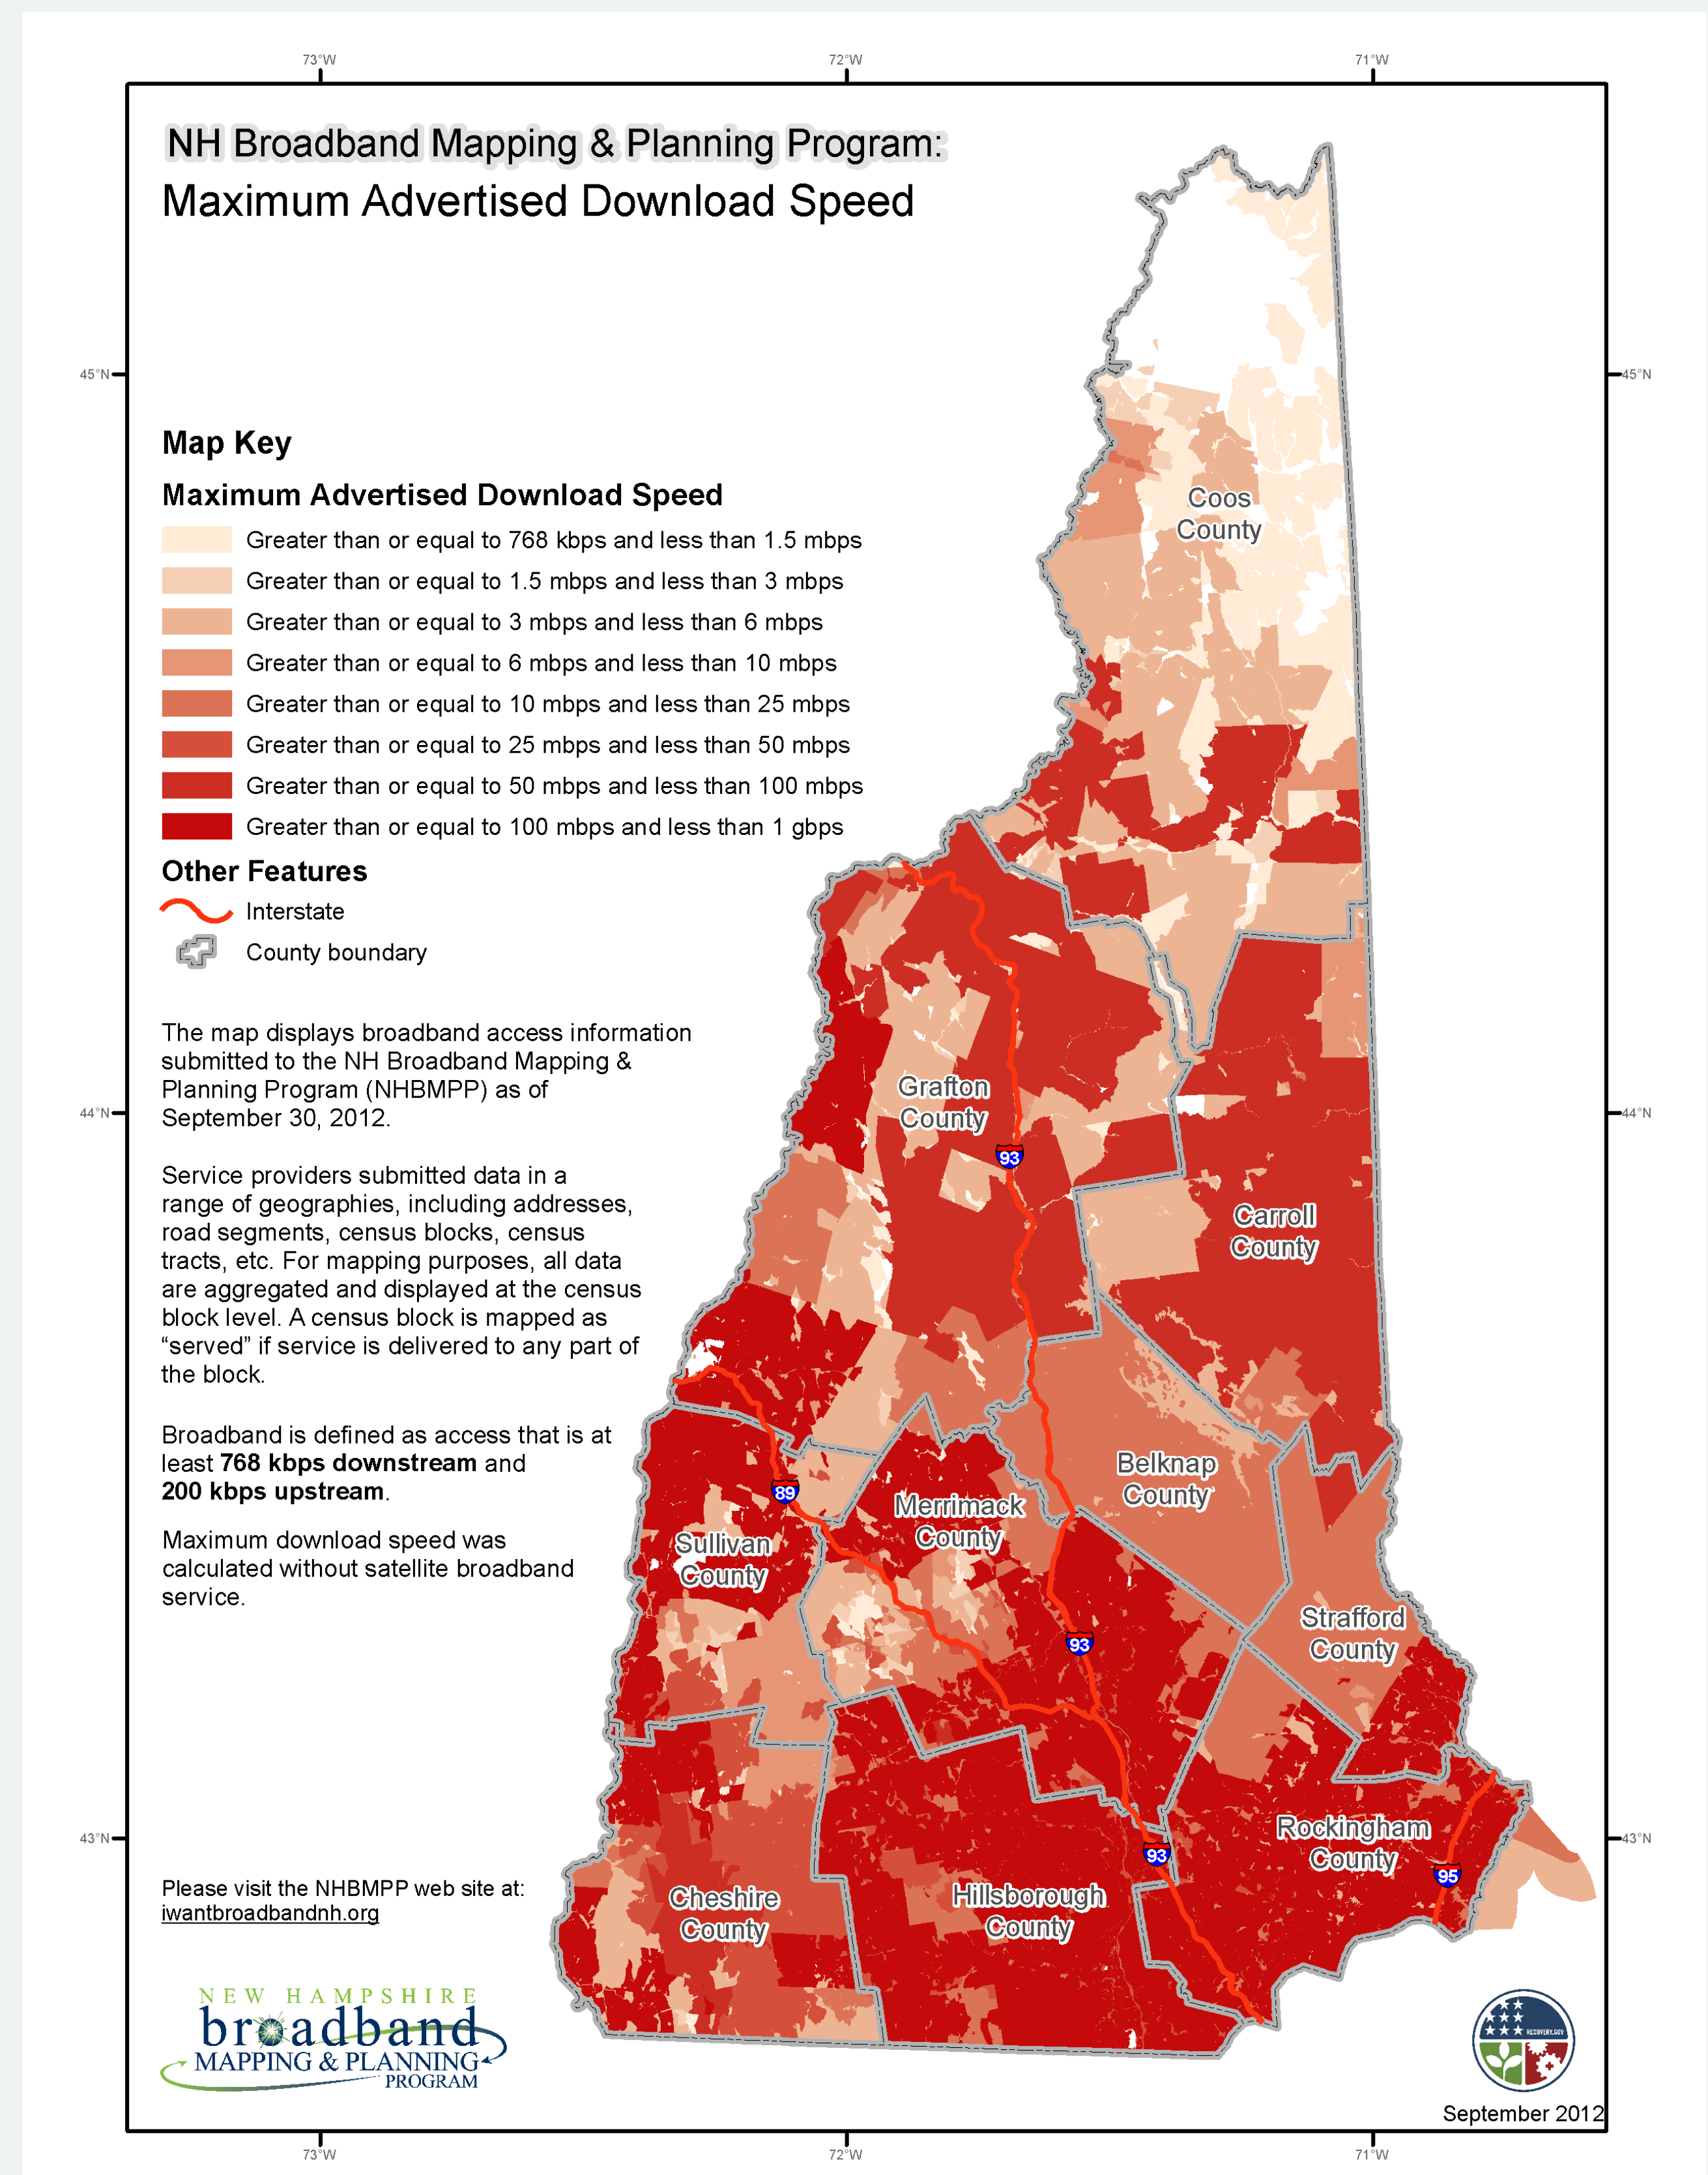 73°W
72°W
71°W
NH Broadband Mapping & Planning Program:
Maximum Advertised Download Speed
45°N
45°N
Map Key
Maximum Advertised Download Speed
Greater than or equal to 768 kbps and less than 1.5 mbps
Greater than or equal to 1.5 mbps and less than 3 mbps
Greater than or equal to 3 mbps and less than 6 mbps
Greater than or equal to 6 mbps and less than 10 mbps
Greater than or equal to 10 mbps and less than 25 mbps
Greater than or equal to 25 mbps and less than 50 mbps
Greater than or equal to 50 mbps and less than 100 mbps
Greater than or equal to 100 mbps and less than 1 gbps
Other Features
Interstate
County boundary
The map displays broadband access information
submitted to the NH Broadband Mapping &
Planning Program (NHBMPP) as of
September 30, 2012.
Service providers submitted data in a
range of geographies, including addresses,
road segments, census blocks, census
tracts, etc. For mapping purposes, all data
are aggregated and displayed at the census
block level. A census block is mapped as
“served” if service is delivered to any part of
the block.
Broadband is defined as access that is at
least 768 kbps downstream and
200 kbps upstream.
Maximum download speed was
calculated without satellite broadband
service.
Please visit the NHBMPP web site at:
iwantbroadbandnh.org
NEW HAMPSHIRE
broadband
MAPPING & PLANNING
PROGRAM
Coos
County
Grafton
County
93
44°N
44°N
Carroll
County
Belknap
County
89
Merrimack
County
Sullivan
County
Strafford
County
93
Rockingham
County
43°N
43°N
93
95
Cheshire
County
Hillsborough
County
RECOVERY.GOV
September 2012
73°W
72°W
71°W